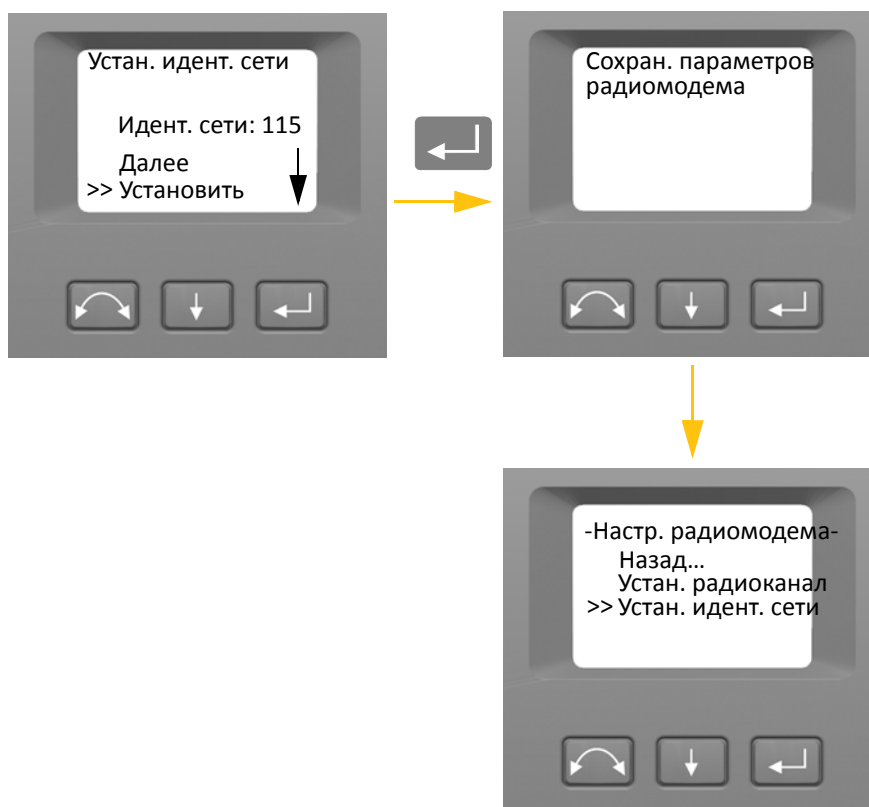 Устан. идент. сети
Идент. сети: 115
Далее
>> Установить
Сохран. параметров
радиомодема
-Настр. радиомодема-
Назад...
Устан. радиоканал
>> Устан. идент. сети